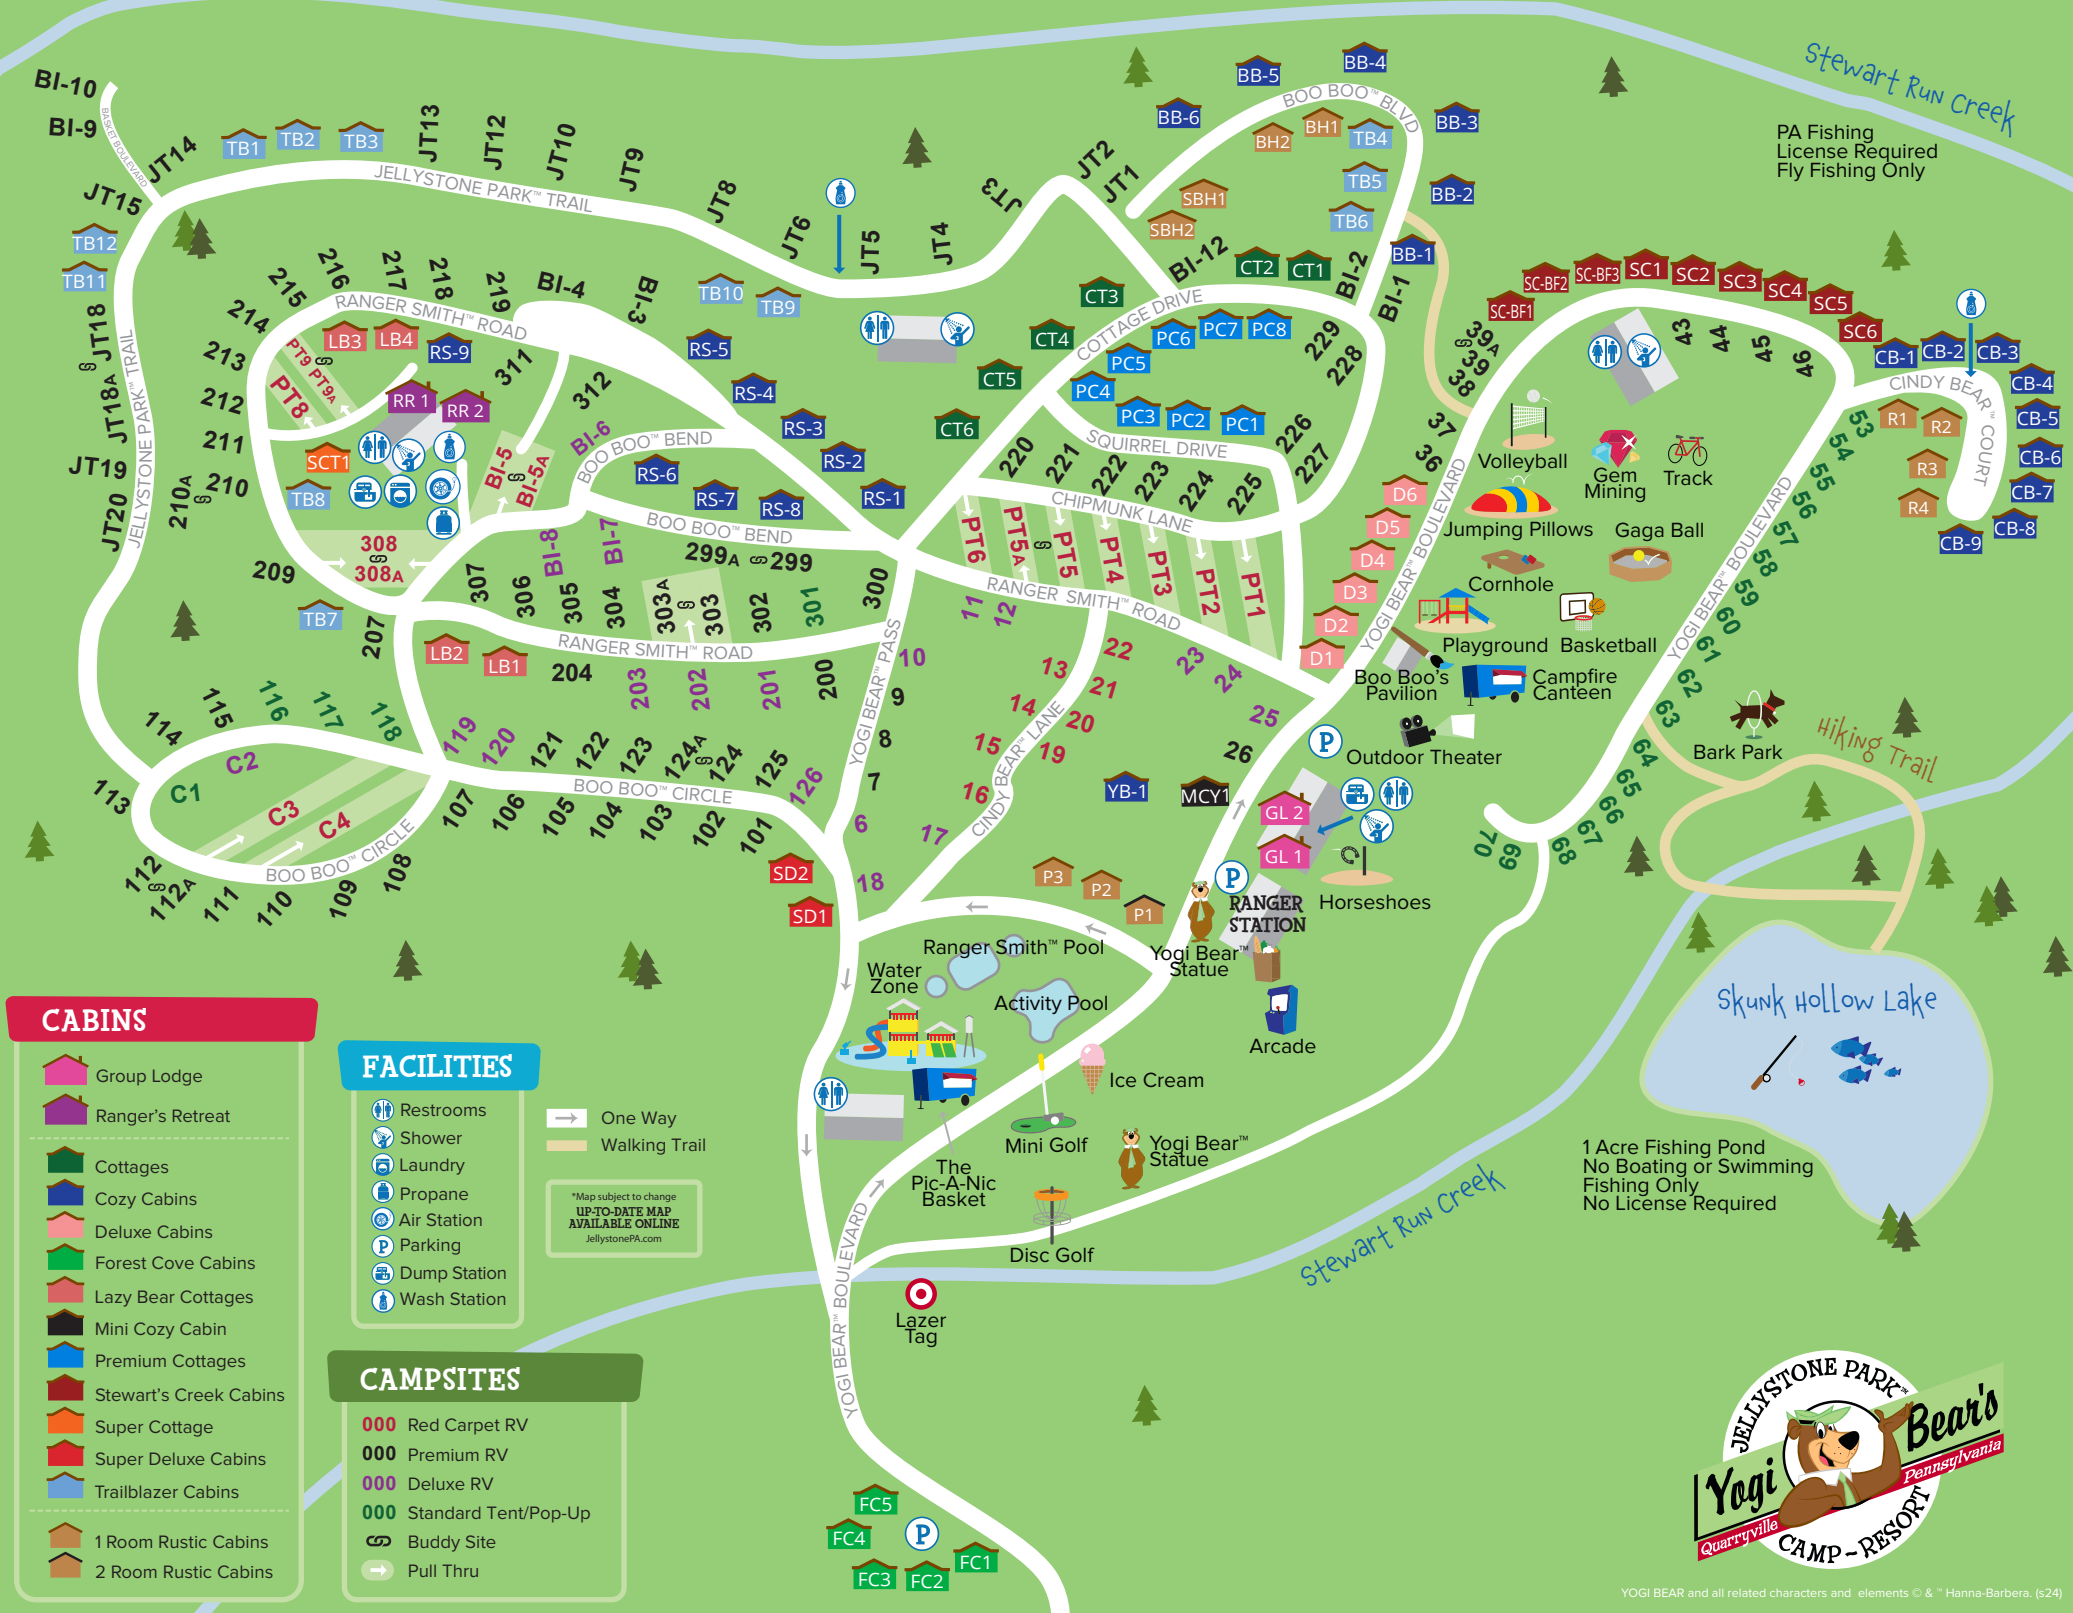 Stewart Run Creek
PA Fishing
License Required
Fly Fishing Only
BI-10
BI-9
BASKET BOULEVARD
JT14
JT15
TB1
TB2
TB3
JT13
JT12
JT10
JT9
JT8
JT6
JT5
JT4
JT3
JT2
JT1
JELLYSTONE PARK™ TRAIL
BB-6
BB-5
BB-4
BB-3
BB-2
BB-1
BOO BOO™ BLVD
BH2
BH1
TB4
TB5
TB6
SBH1
SBH2
BI-12
CT2
CT1
BI-2
BI-1
TB12
TB11
JT18
JT18A
JT19
JT20
JELLYSTONE PARK™ TRAIL
210A
210
211
212
213
214
215
216
217
218
219
BI-4
BI-3
TB10
TB9
RANGER SMITH™ ROAD
LB3
LB4
RS-9
311
312
PT9
PT9A
PT8
RR 1
RR 2
SCT1
TB8
BI-5
BI-5A
BI-6
308
308A
209
TB7
207
RS-5
RS-4
RS-3
RS-2
RS-1
RS-6
RS-7
RS-8
BOO BOO™ BEND
BOO BOO™ BEND
BI-8
BI-7
299A
299
300
307
306
305
304
303A
303
302
301
LB2
LB1
RANGER SMITH™ ROAD
204
203
202
201
200
CT3
CT4
CT5
CT6
COTTAGE DRIVE
PC6
PC7
PC8
PC5
PC4
PC3
PC2
PC1
229
228
226
227
SQUIRREL DRIVE
220
221
222
223
224
225
CHIPMUNK LANE
PT6
PT5A
PT5
PT4
PT3
PT2
PT1
RANGER SMITH™ ROAD
SC-BF1
SC-BF2
SC-BF3
SC1
SC2
SC3
SC4
SC5
SC6
39A
39
38
37
36
43
44
45
46
CB-1
CB-2
CB-3
CB-4
CB-5
CB-6
CB-7
CB-8
CB-9
CINDY BEAR™ COURT
R1
R2
R3
R4
D6
D5
D4
D3
D2
D1
YOGI BEAR™ BOULEVARD
Volleyball
Gem
Mining
Track
Jumping Pillows
Gaga Ball
Cornhole
Playground
Basketball
Boo Boo's
Pavilion
Campfire
Canteen
Outdoor Theater
YOGI BEAR™ BOULEVARD
53
54
55
56
57
58
59
60
61
62
63
64
65
66
67
68
69
70
Bark Park
Hiking Trail
11
12
10
9
8
7
6
YOGI BEAR™ PASS
13
14
15
16
17
18
19
20
21
22
23
24
25
26
CINDY BEAR™ LANE
YB-1
MCY1
P
GL 2
GL 1
P
Horseshoes
RANGER
STATION
Yogi Bear™
Statue
Arcade
113
114
115
116
117
118
C1
C2
C3
C4
119
120
121
122
123
124A
124
125
126
BOO BOO™ CIRCLE
107
106
105
104
103
102
101
112
112A
111
110
109
108
BOO BOO™ CIRCLE
SD2
SD1
P3
P2
P1
Ranger Smith™ Pool
Water
Zone
Activity Pool
Ice Cream
Mini Golf
Yogi Bear™
Statue
The
Pic-A-Nic
Basket
Disc Golf
Lazer
Tag
YOGI BEAR™ BOULEVARD
YOGI BEAR™ BOULEVARD
Stewart Run Creek
Skunk Hollow Lake
1 Acre Fishing Pond
No Boating or Swimming
Fishing Only
No License Required
FC5
FC4
P
FC3
FC2
FC1
CABINS
Group Lodge
Ranger's Retreat
Cottages
Cozy Cabins
Deluxe Cabins
Forest Cove Cabins
Lazy Bear Cottages
Mini Cozy Cabin
Premium Cottages
Stewart's Creek Cabins
Super Cottage
Super Deluxe Cabins
Trailblazer Cabins
1 Room Rustic Cabins
2 Room Rustic Cabins
FACILITIES
Restrooms
Shower
Laundry
Propane
Air Station
P Parking
Dump Station
Wash Station
One Way
Walking Trail
*Map subject to change
UP-TO-DATE MAP
AVAILABLE ONLINE
JellystonePA.com
CAMPSITES
000 Red Carpet RV
000 Premium RV
000 Deluxe RV
000 Standard Tent/Pop-Up
Buddy Site
Pull Thru
JELLYSTONE PARK™
Yogi Bear's
Quarryville Pennsylvania
CAMP-RESORT
YOGI BEAR and all related characters and elements © & ™ Hanna-Barbera. (s24)